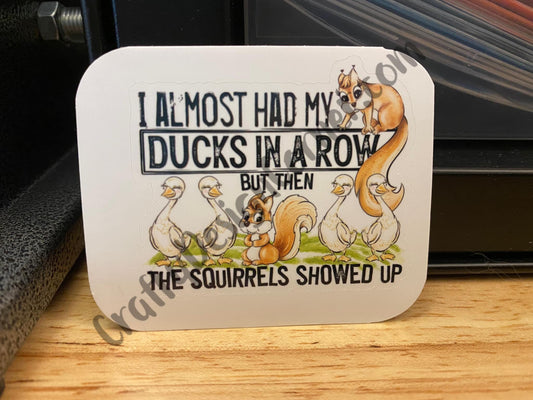 I ALMOST HAD MY
DUCKS IN A ROW
BUT THEN
THE SQUIRRELS SHOWED UP